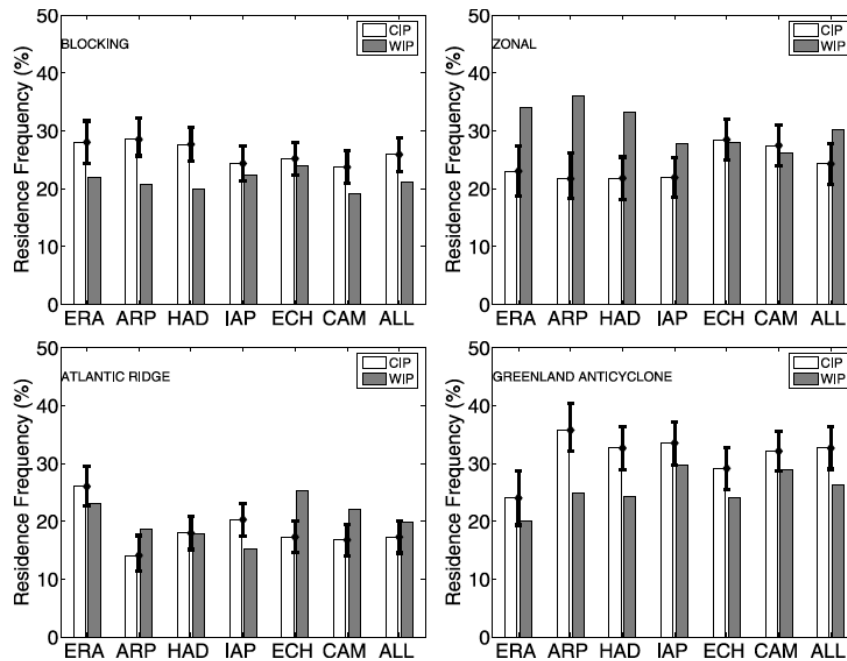 BLOCKING
CIP
WIP
Residence Frequency (%)
50
40
30
20
10
0
ERA ARP HAD IAP ECH CAM ALL
ZONAL
CIP
WIP
Residence Frequency (%)
50
40
30
20
10
0
ERA ARP HAD IAP ECH CAM ALL
ATLANTIC RIDGE
CIP
WIP
Residence Frequency (%)
50
40
30
20
10
0
ERA ARP HAD IAP ECH CAM ALL
GREENLAND ANTICYCLONE
CIP
WIP
Residence Frequency (%)
50
40
30
20
10
0
ERA ARP HAD IAP ECH CAM ALL